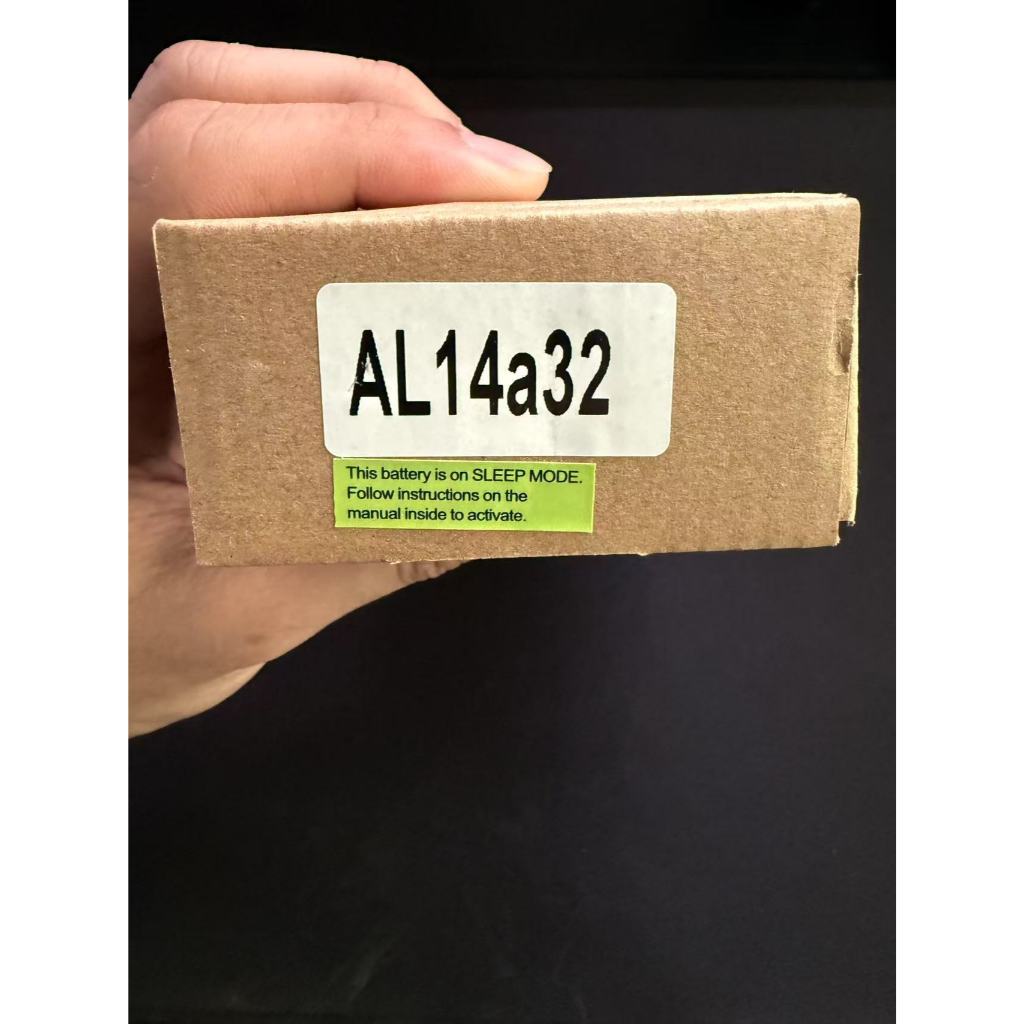 AL14a32
This battery is on SLEEP MODE.
Follow instructions on the
manual inside to activate.